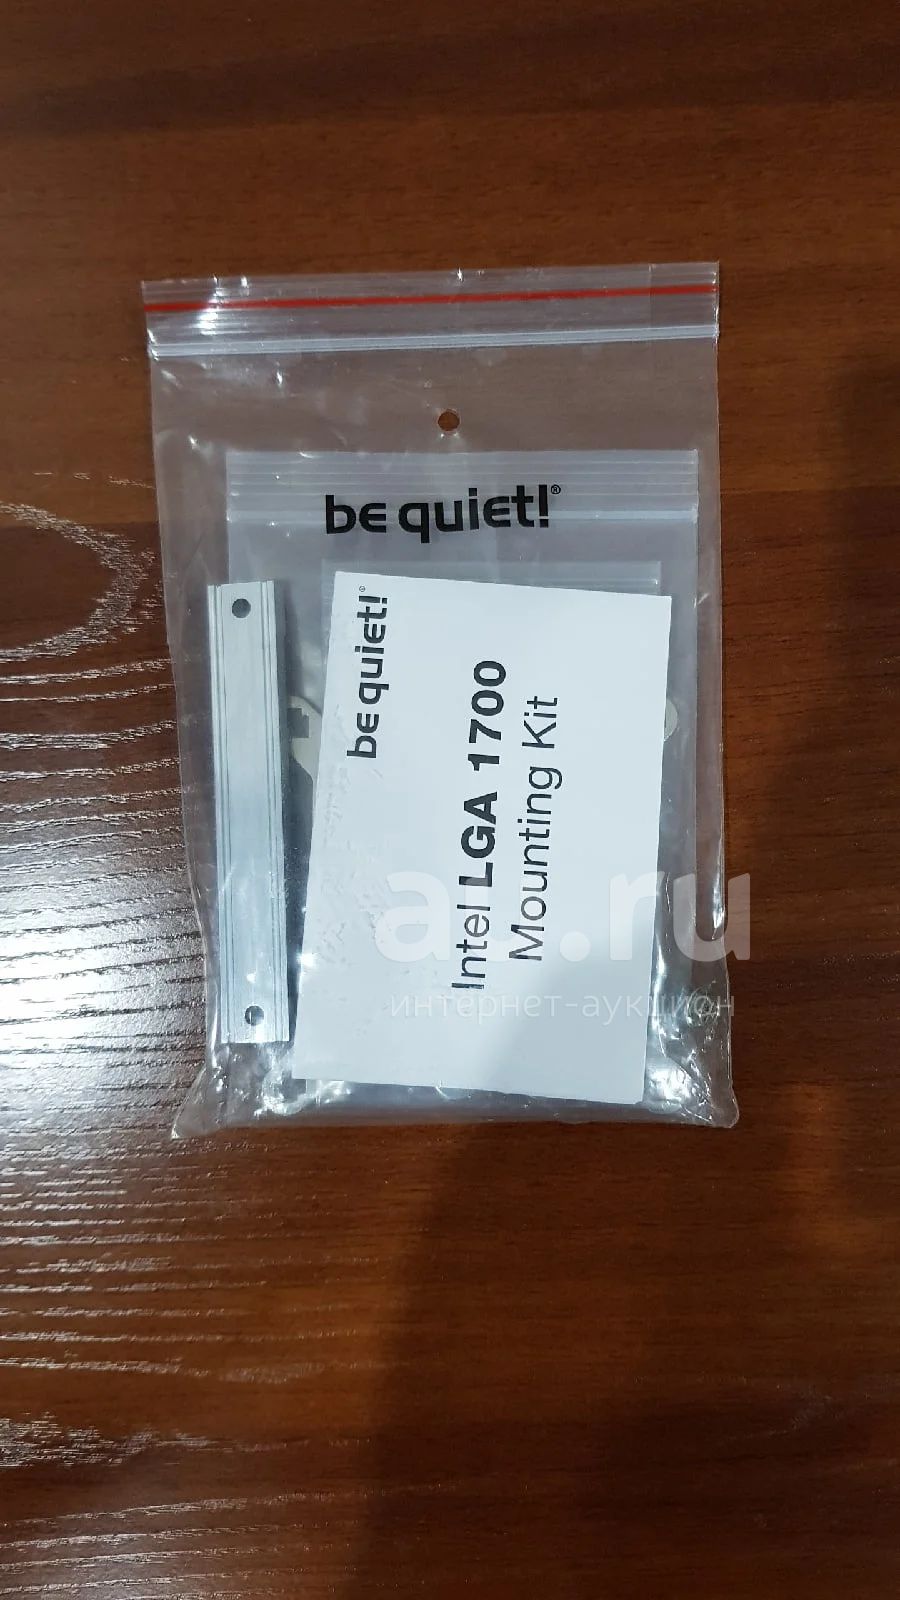 be quiet!®
be quiet!®
Intel LGA 1700
Mounting Kit
au.ru
интернет-аукцион